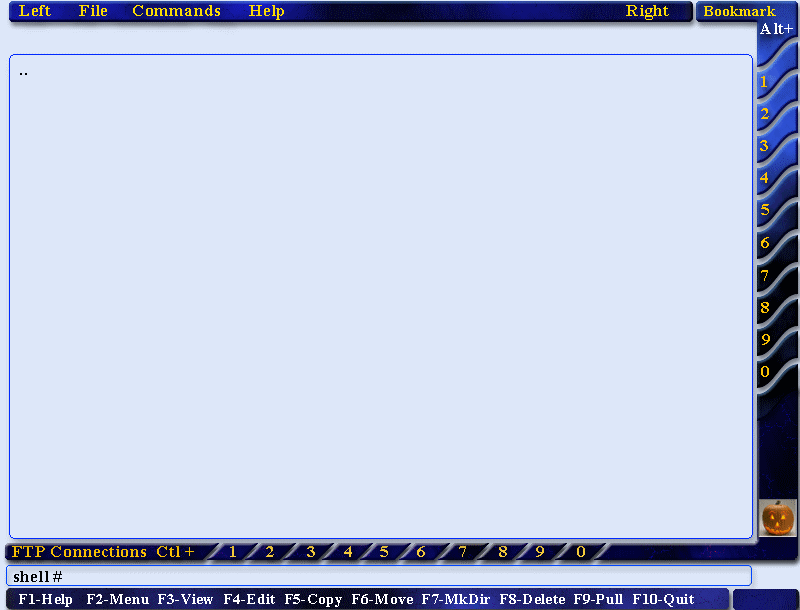 Left File Commands Help Right Bookmark
Alt+
..
1
2
3
4
5
6
7
8
9
0
FTP Connections Ctl + 1 2 3 4 5 6 7 8 9 0
shell #
F1-Help F2-Menu F3-View F4-Edit F5-Copy F6-Move F7-MkDir F8-Delete F9-Pull F10-Quit